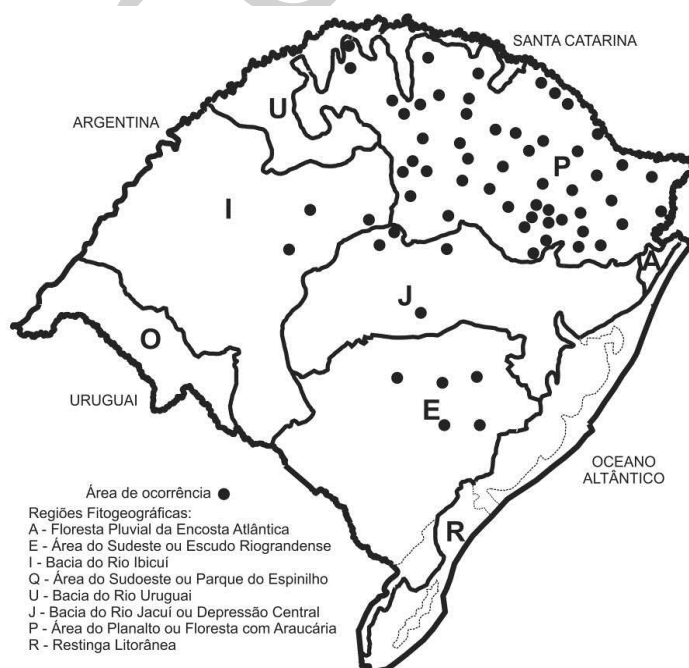 SANTA CATARINA
ARGENTINA
U
P
I
A
J
O
E
URUGUAI
OCEANO
ALTÂNTICO
R
Área de ocorrência
Regiões Fitogeográficas:
A - Floresta Pluvial da Encosta Atlântica
E - Área do Sudeste ou Escudo Riograndense
I - Bacia do Rio Ibicuí
Q - Área do Sudoeste ou Parque do Espinilho
U - Bacia do Rio Uruguai
J - Bacia do Rio Jacuí ou Depressão Central
P - Área do Planalto ou Floresta com Araucária
R - Restinga Litorânea